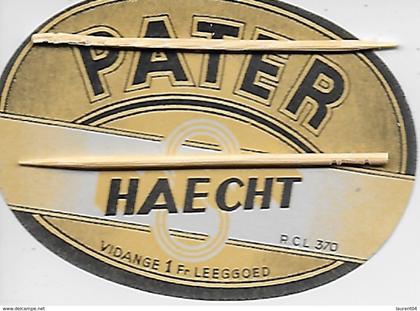 PATER
HAECHT
R.C.L. 370
VIDANGE 1 Fr LEEGGOED